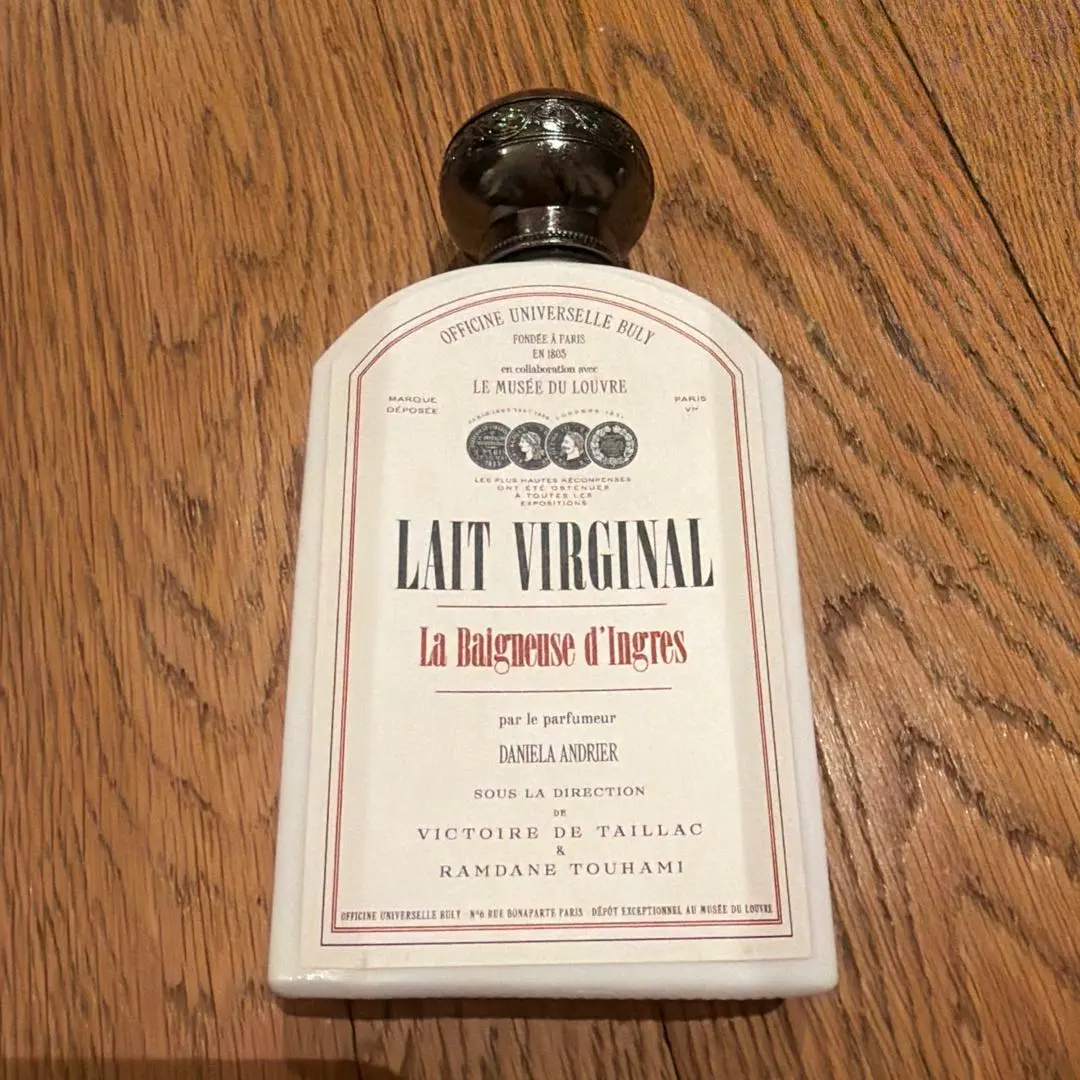 OFFICINE UNIVERSELLE BULY
FONDÉE À PARIS
EN 1803
en collaboration avec
LE MUSÉE DU LOUVRE
MARQUE
DÉPOSÉE
PARIS
VIᵉ
LES PLUS HAUTES RÉCOMPENSES
ONT ÉTÉ OBTENUES
À TOUTES LES
EXPOSITIONS
LAIT VIRGINAL
La Baigneuse d'Ingres
par le parfumeur
DANIELA ANDRIER
SOUS LA DIRECTION
DE
VICTOIRE DE TAILLAC
&
RAMDANE TOUHAMI
OFFICINE UNIVERSELLE BULY - Nº6 RUE BONAPARTE PARIS - DÉPÔT EXCEPTIONNEL AU MUSÉE DU LOUVRE